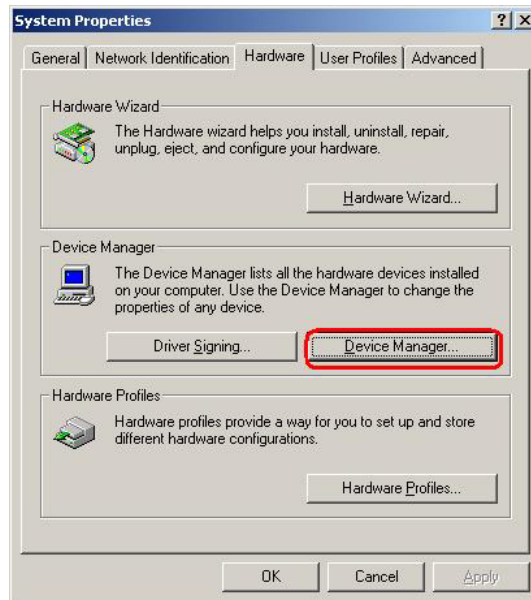 System Properties
General Network Identification Hardware User Profiles Advanced
Hardware Wizard
The Hardware wizard helps you install, uninstall, repair,
unplug, eject, and configure your hardware.
Hardware Wizard...
Device Manager
The Device Manager lists all the hardware devices installed
on your computer. Use the Device Manager to change the
properties of any device.
Driver Signing... Device Manager...
Hardware Profiles
Hardware profiles provide a way for you to set up and store
different hardware configurations.
Hardware Profiles...
OK Cancel Apply